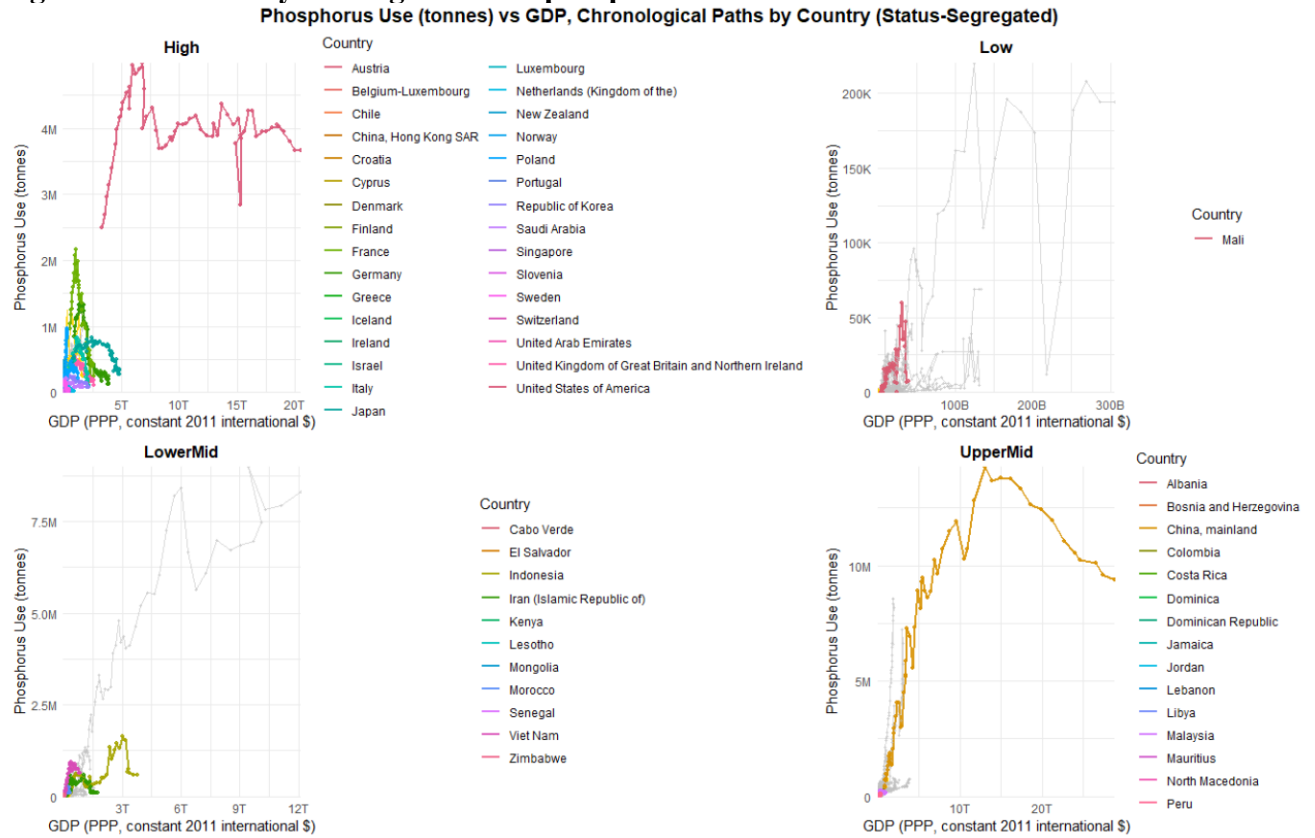 Phosphorus Use (tonnes) vs GDP, Chronological Paths by Country (Status-Segregated)
High
Phosphorus Use (tonnes)
4M
3M
2M
1M
0
5T 10T 15T 20T
GDP (PPP, constant 2011 international $)
Country
Austria
Belgium-Luxembourg
Chile
China, Hong Kong SAR
Croatia
Cyprus
Denmark
Finland
France
Germany
Greece
Iceland
Ireland
Israel
Italy
Japan
Luxembourg
Netherlands (Kingdom of the)
New Zealand
Norway
Poland
Portugal
Republic of Korea
Saudi Arabia
Singapore
Slovenia
Sweden
Switzerland
United Arab Emirates
United Kingdom of Great Britain and Northern Ireland
United States of America
Low
Phosphorus Use (tonnes)
200K
150K
100K
50K
0
100B 200B 300B
GDP (PPP, constant 2011 international $)
Country
Mali
LowerMid
Phosphorus Use (tonnes)
7.5M
5.0M
2.5M
0
3T 6T 9T 12T
GDP (PPP, constant 2011 international $)
Country
Cabo Verde
El Salvador
Indonesia
Iran (Islamic Republic of)
Kenya
Lesotho
Mongolia
Morocco
Senegal
Viet Nam
Zimbabwe
UpperMid
Phosphorus Use (tonnes)
10M
5M
0
10T 20T
GDP (PPP, constant 2011 international $)
Country
Albania
Bosnia and Herzegovina
China, mainland
Colombia
Costa Rica
Dominica
Dominican Republic
Jamaica
Jordan
Lebanon
Libya
Malaysia
Mauritius
North Macedonia
Peru